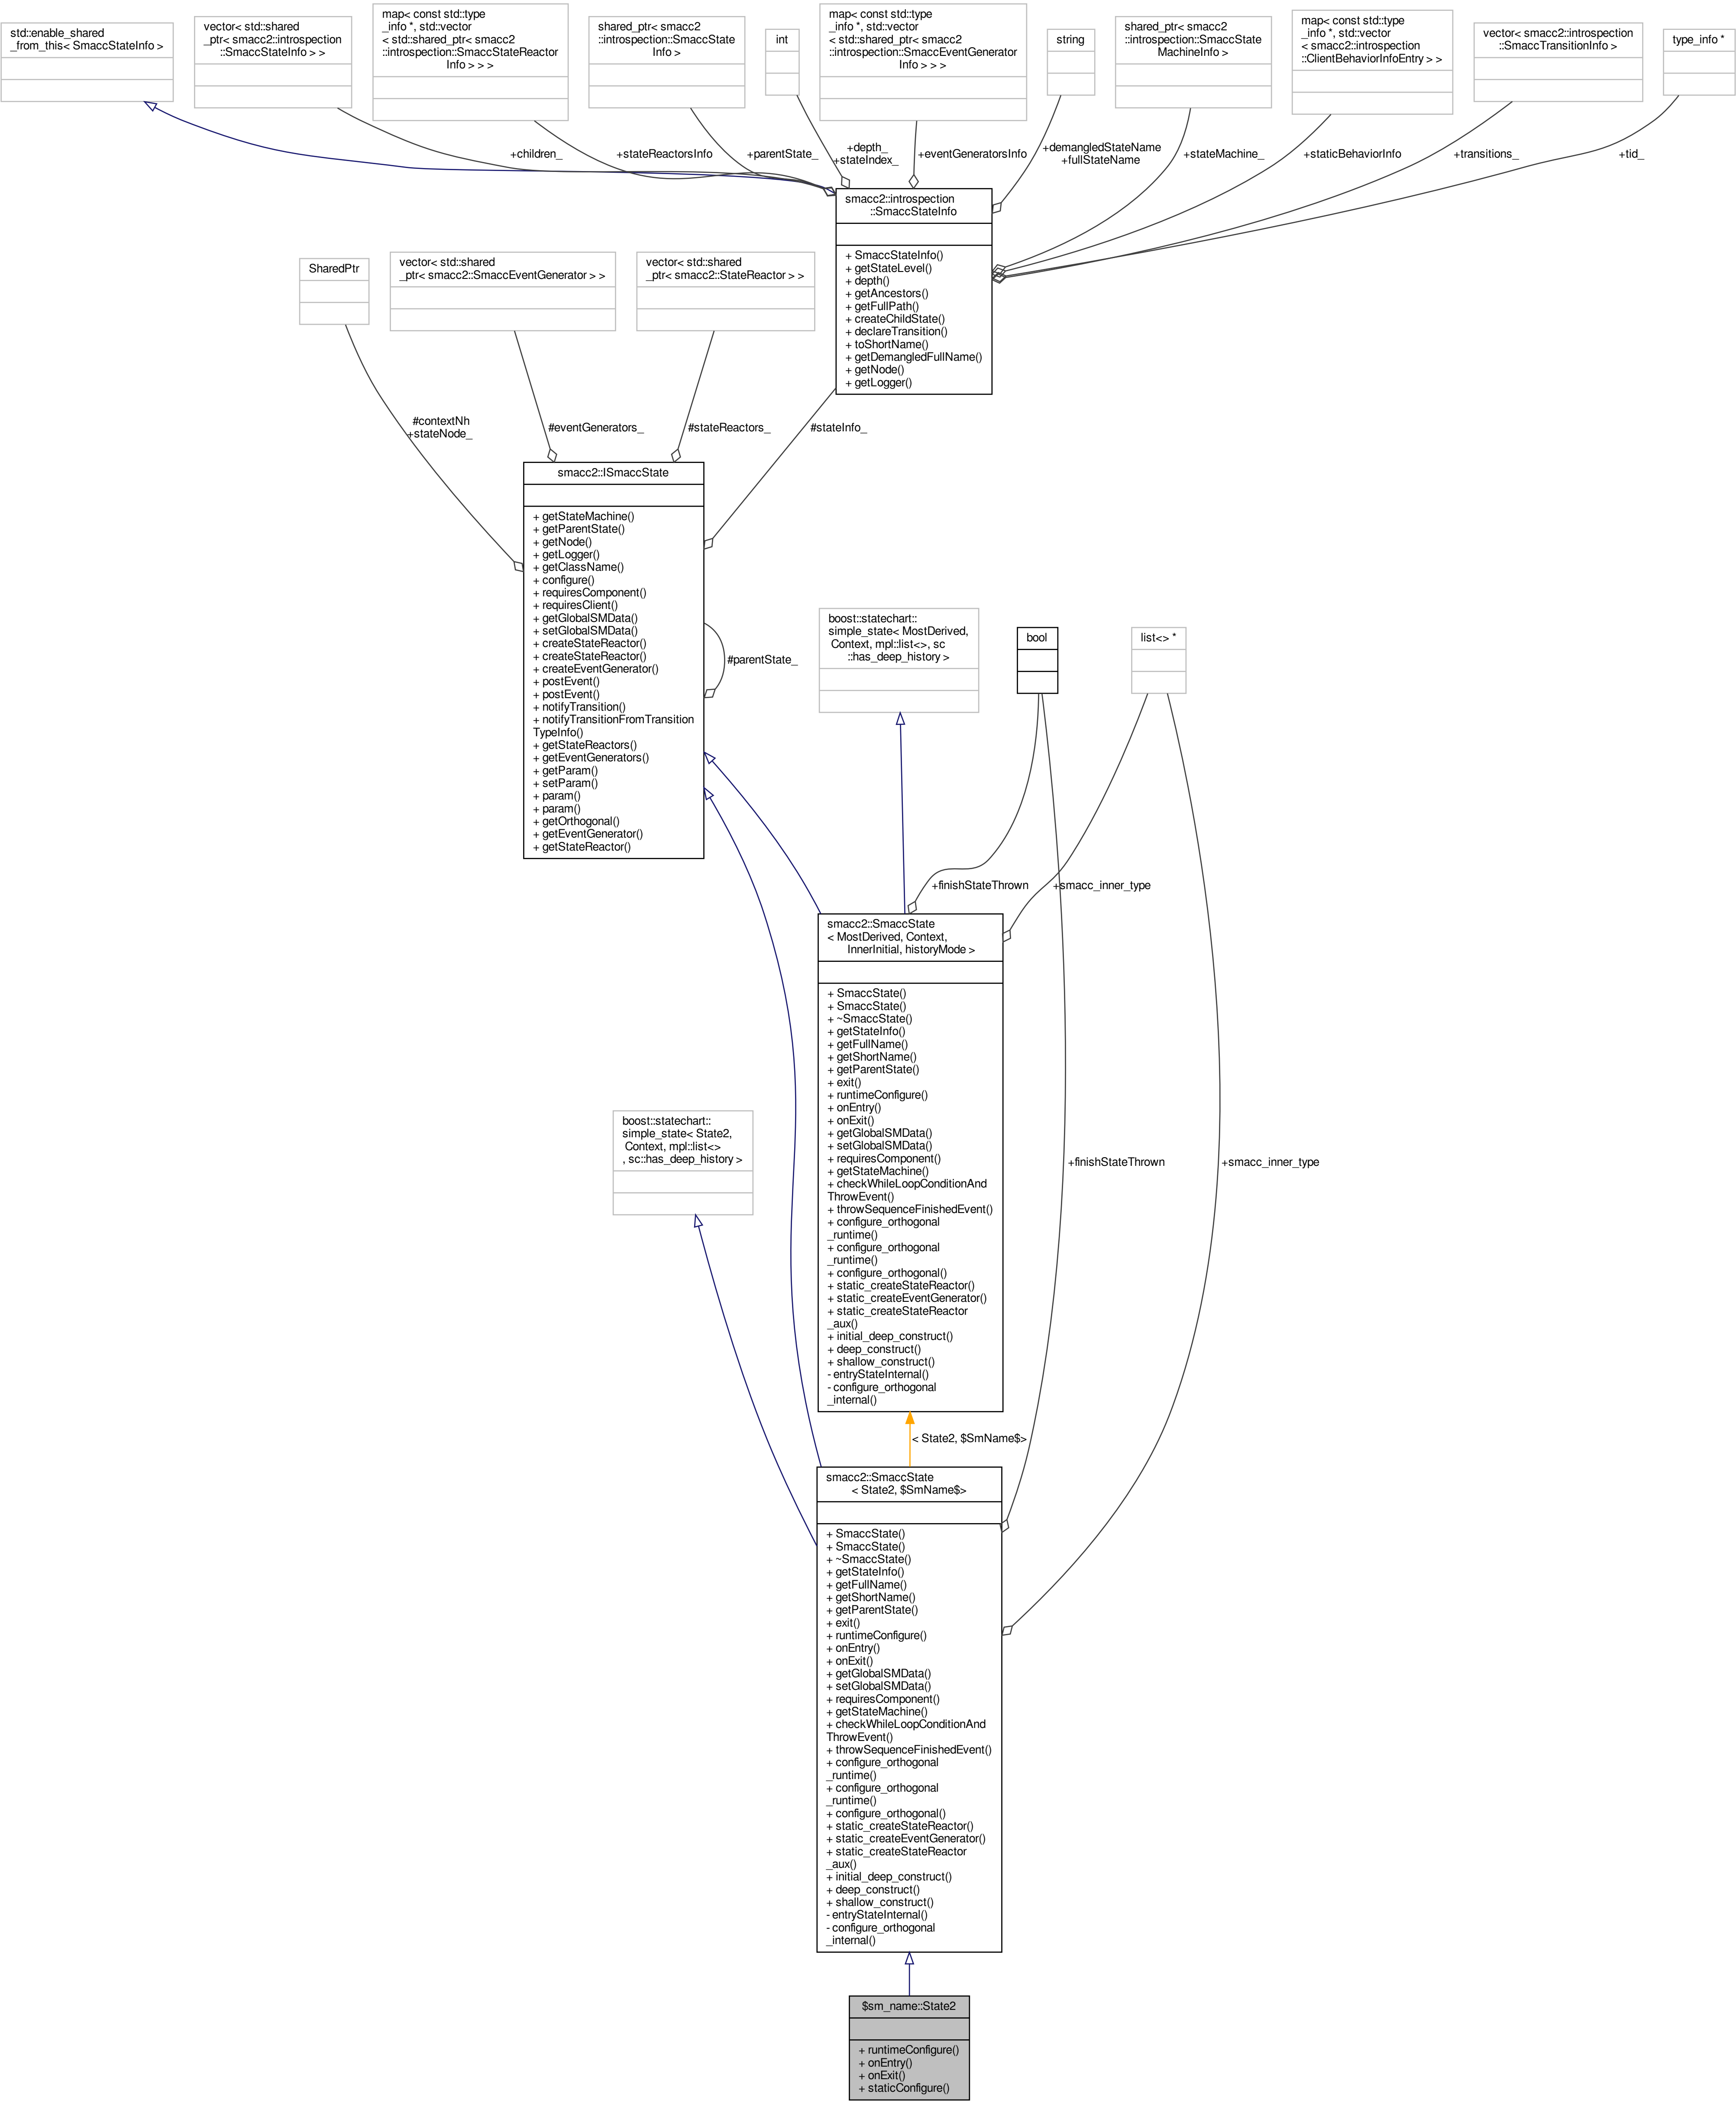 std::enable_shared
_from_this< SmaccStateInfo >
vector< std::shared
_ptr< smacc2::introspection
::SmaccStateInfo > >
map< const std::type
_info *, std::vector
< std::shared_ptr< smacc2
::introspection::SmaccStateReactor
Info > > >
shared_ptr< smacc2
::introspection::SmaccState
Info >
int
map< const std::type
_info *, std::vector
< std::shared_ptr< smacc2
::introspection::SmaccEventGenerator
Info > > >
string
shared_ptr< smacc2
::introspection::SmaccState
MachineInfo >
map< const std::type
_info *, std::vector
< smacc2::introspection
::ClientBehaviorInfoEntry > >
vector< smacc2::introspection
::SmaccTransitionInfo >
type_info *
+children_
+stateReactorsInfo
+parentState_
+depth_
+stateIndex_
+eventGeneratorsInfo
+demangledStateName
+fullStateName
+stateMachine_
+staticBehaviorInfo
+transitions_
+tid_
smacc2::introspection
::SmaccStateInfo
+ SmaccStateInfo()
+ getStateLevel()
+ depth()
+ getAncestors()
+ getFullPath()
+ createChildState()
+ declareTransition()
+ toShortName()
+ getDemangledFullName()
+ getNode()
+ getLogger()
SharedPtr
vector< std::shared
_ptr< smacc2::SmaccEventGenerator > >
vector< std::shared
_ptr< smacc2::StateReactor > >
#contextNh
+stateNode_
#eventGenerators_
#stateReactors_
#stateInfo_
smacc2::ISmaccState
+ getStateMachine()
+ getParentState()
+ getNode()
+ getLogger()
+ getClassName()
+ configure()
+ requiresComponent()
+ requiresClient()
+ getGlobalSMData()
+ setGlobalSMData()
+ createStateReactor()
+ createStateReactor()
+ createEventGenerator()
+ postEvent()
+ postEvent()
+ notifyTransition()
+ notifyTransitionFromTransition
TypeInfo()
+ getStateReactors()
+ getEventGenerators()
+ getParam()
+ setParam()
+ param()
+ param()
+ getOrthogonal()
+ getEventGenerator()
+ getStateReactor()
#parentState_
boost::statechart::
simple_state< MostDerived,
Context, mpl::list<>, sc
::has_deep_history >
bool
list<> *
+finishStateThrown
+smacc_inner_type
smacc2::SmaccState
< MostDerived, Context,
InnerInitial, historyMode >
+ SmaccState()
+ SmaccState()
+ ~SmaccState()
+ getStateInfo()
+ getFullName()
+ getShortName()
+ getParentState()
+ exit()
+ runtimeConfigure()
+ onEntry()
+ onExit()
+ getGlobalSMData()
+ setGlobalSMData()
+ requiresComponent()
+ getStateMachine()
+ checkWhileLoopConditionAnd
ThrowEvent()
+ throwSequenceFinishedEvent()
+ configure_orthogonal
_runtime()
+ configure_orthogonal
_runtime()
+ configure_orthogonal()
+ static_createStateReactor()
+ static_createEventGenerator()
+ static_createStateReactor
_aux()
+ initial_deep_construct()
+ deep_construct()
+ shallow_construct()
- entryStateInternal()
- configure_orthogonal
_internal()
boost::statechart::
simple_state< State2,
Context, mpl::list<>
, sc::has_deep_history >
+finishStateThrown
+smacc_inner_type
< State2, $SmName$>
smacc2::SmaccState
< State2, $SmName$>
+ SmaccState()
+ SmaccState()
+ ~SmaccState()
+ getStateInfo()
+ getFullName()
+ getShortName()
+ getParentState()
+ exit()
+ runtimeConfigure()
+ onEntry()
+ onExit()
+ getGlobalSMData()
+ setGlobalSMData()
+ requiresComponent()
+ getStateMachine()
+ checkWhileLoopConditionAnd
ThrowEvent()
+ throwSequenceFinishedEvent()
+ configure_orthogonal
_runtime()
+ configure_orthogonal
_runtime()
+ configure_orthogonal()
+ static_createStateReactor()
+ static_createEventGenerator()
+ static_createStateReactor
_aux()
+ initial_deep_construct()
+ deep_construct()
+ shallow_construct()
- entryStateInternal()
- configure_orthogonal
_internal()
$sm_name::State2
+ runtimeConfigure()
+ onEntry()
+ onExit()
+ staticConfigure()